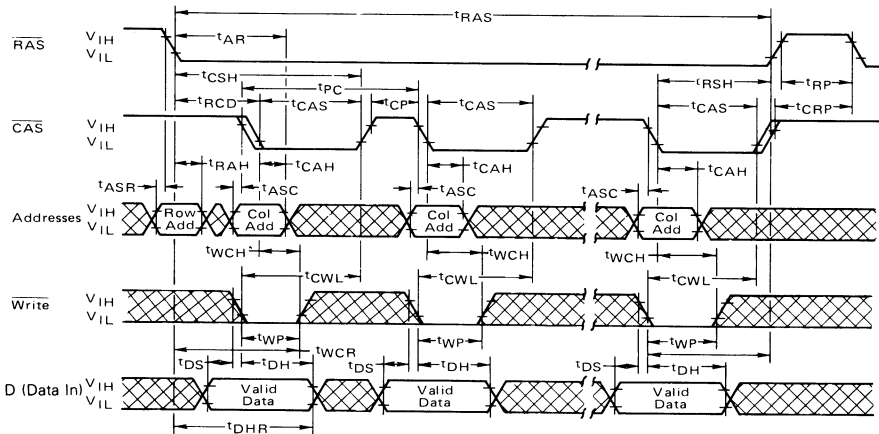 tRAS
RAS VIH
VIL
tAR
tCSH
tPC
tRSH
tRP
tRCD
tCAS
tCP
tCAS
tCAS
tCRP
CAS VIH
VIL
tRAH
tCAH
tCAH
tCAH
tASR
tASC
tASC
tASC
Addresses VIH
VIL
Row Add
Col Add
Col Add
Col Add
tWCH
tWCH
tWCH
tCWL
tCWL
tCWL
Write VIH
VIL
tWP
tWP
tWP
tWCR
tDS
tDH
tDS
tDH
tDS
tDH
D (Data In) VIH
VIL
Valid Data
Valid Data
Valid Data
tDHR